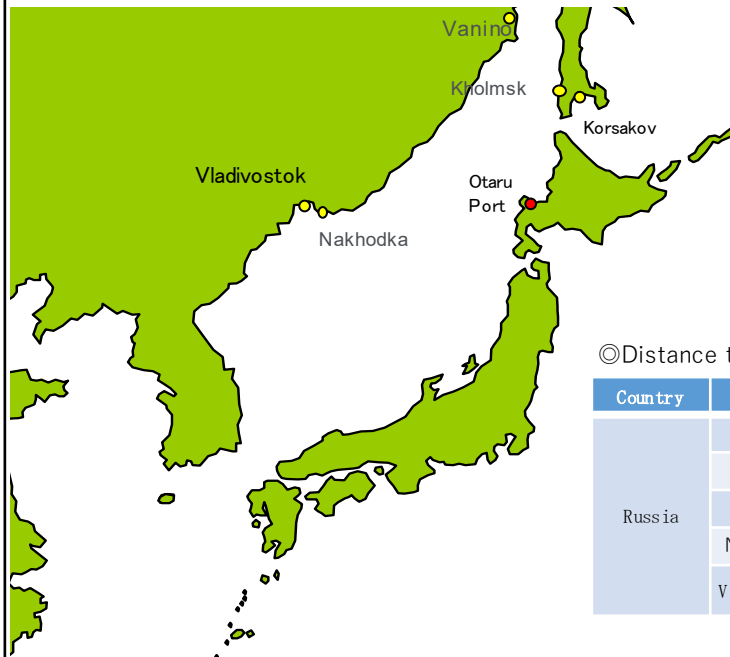 Vanino
Kholmsk
Korsakov
Vladivostok
Otaru
Port
Nakhodka
◎Distance t
Country
Russia
N
V